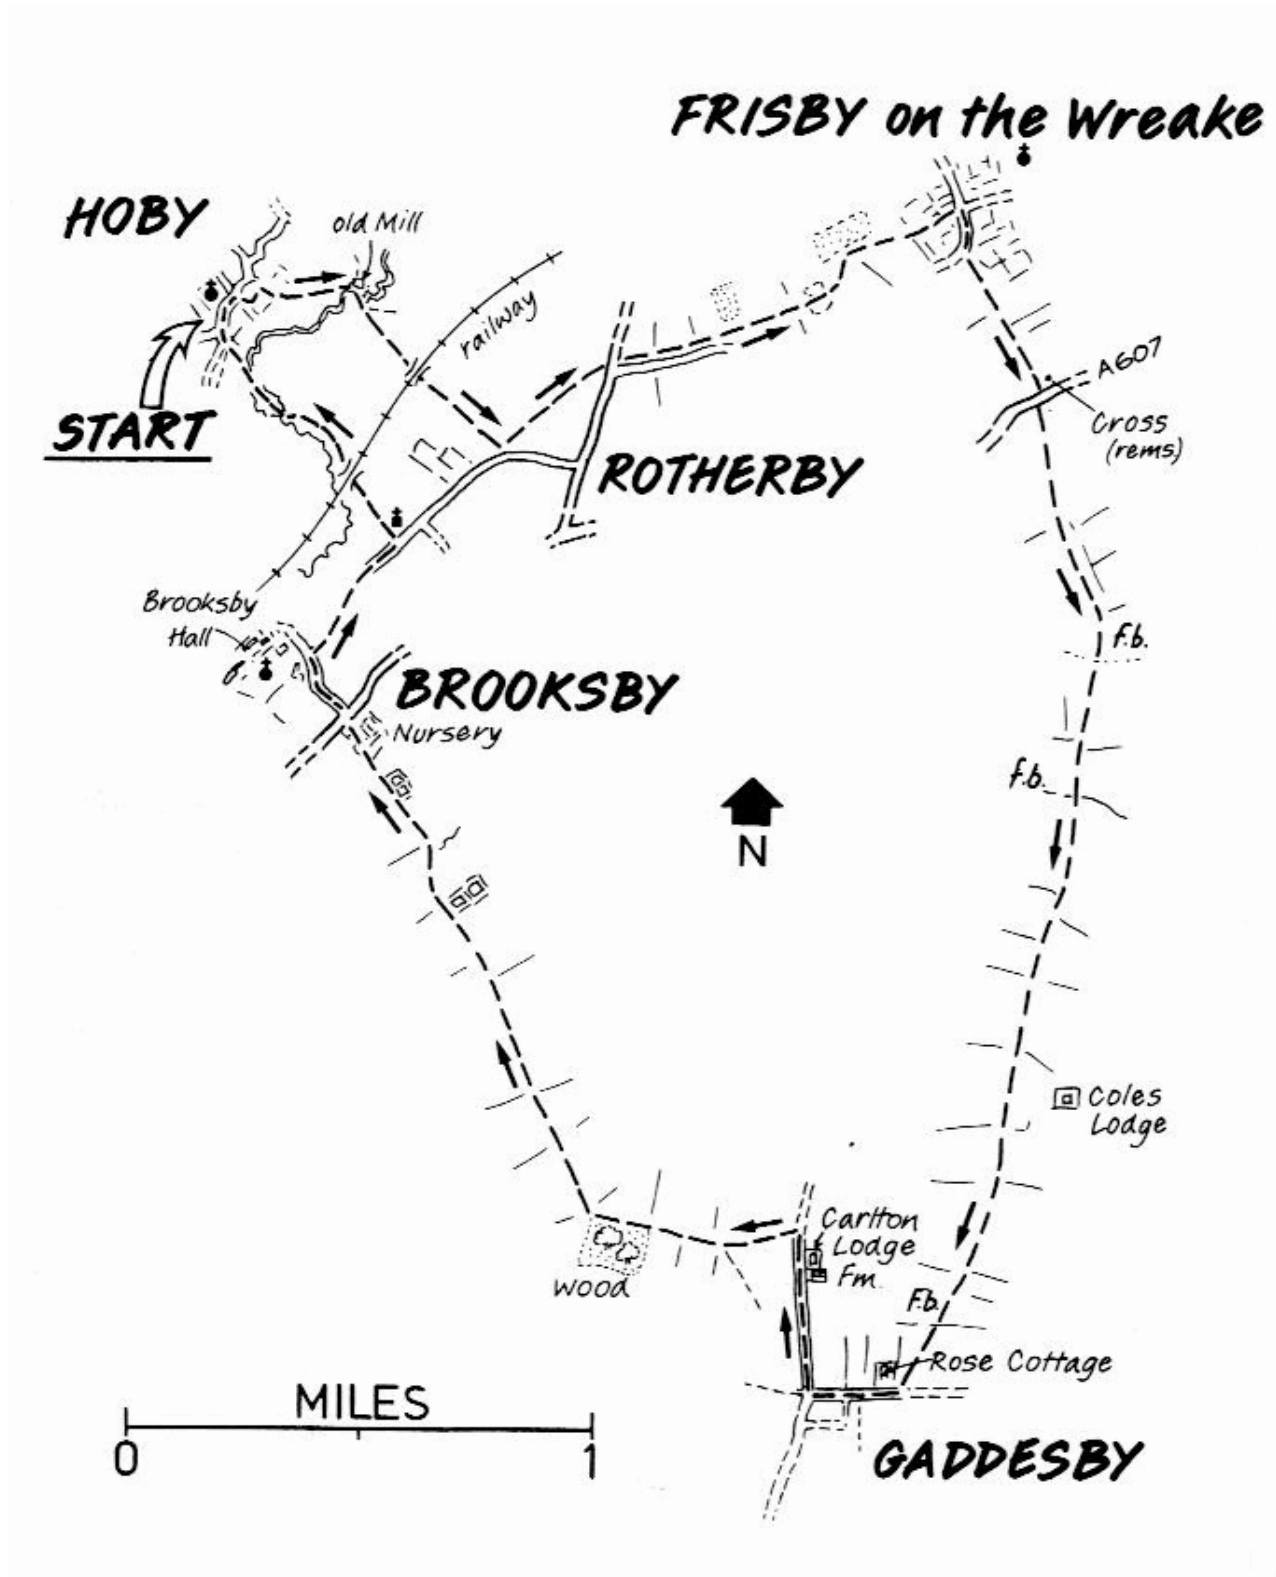 FRISBY on the Wreake
HOBY
old Mill
railway
START
A607
Cross
(rems)
ROTHERBY
Brooksby
Hall
f.b.
BROOKSBY
Nursery
f.b.
N
Coles
Lodge
Carlton
Lodge
Fm.
wood
F.b.
Rose Cottage
MILES
0 1
GADDESBY